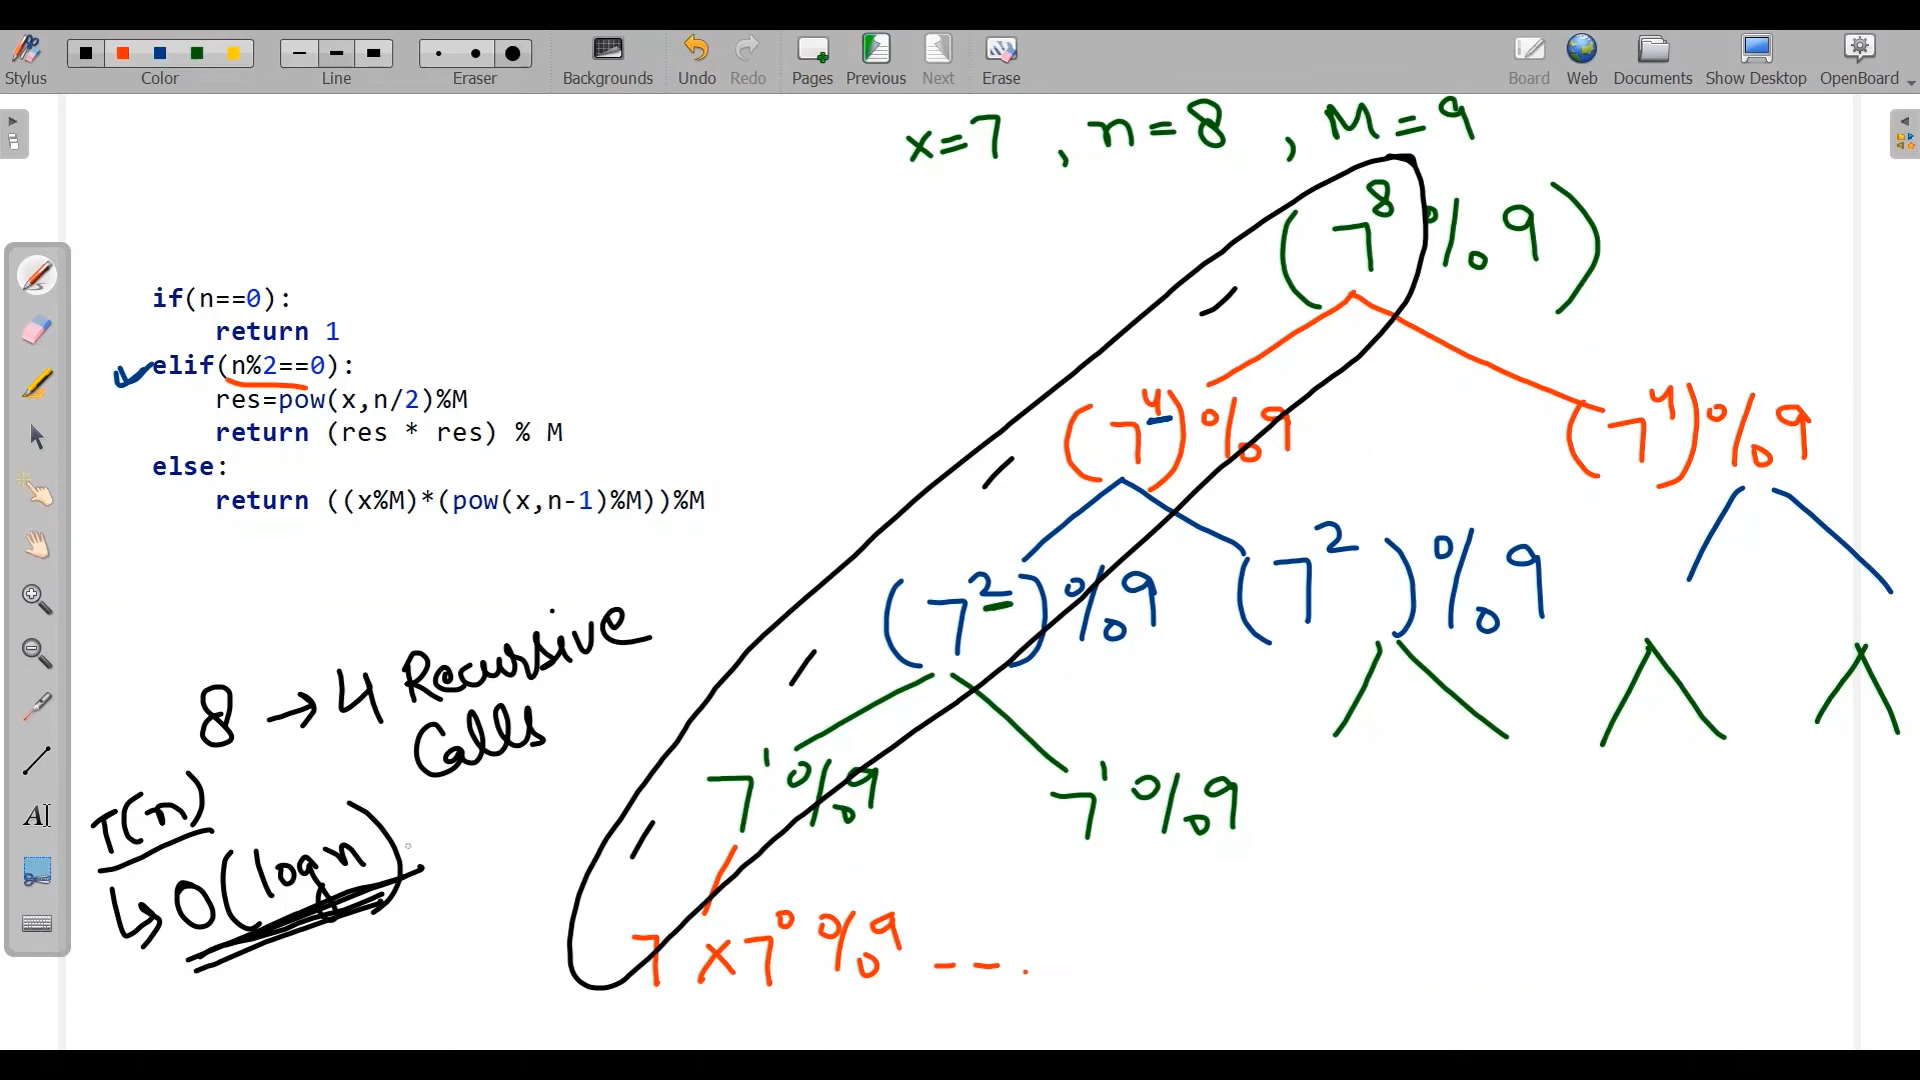 Stylus Color Line Eraser Backgrounds Undo Redo Pages Previous Next Erase Board Web Documents Show Desktop OpenBoard
x=7 , n=8 , M=9
(7^8 % 9)
if(n==0):
return 1
elif(n%2==0):
res=pow(x,n/2)%M
return (res * res) % M
else:
return ((x%M)*(pow(x,n-1)%M))%M
(7^4)%9 (7^4)%9
(7^2)%9 (7^2)%9
7^1%9 7^1%9
7 x 7^0 %9 --.
8 → 4 Recursive
Calls
T(n)
↳ O(logn)
AI